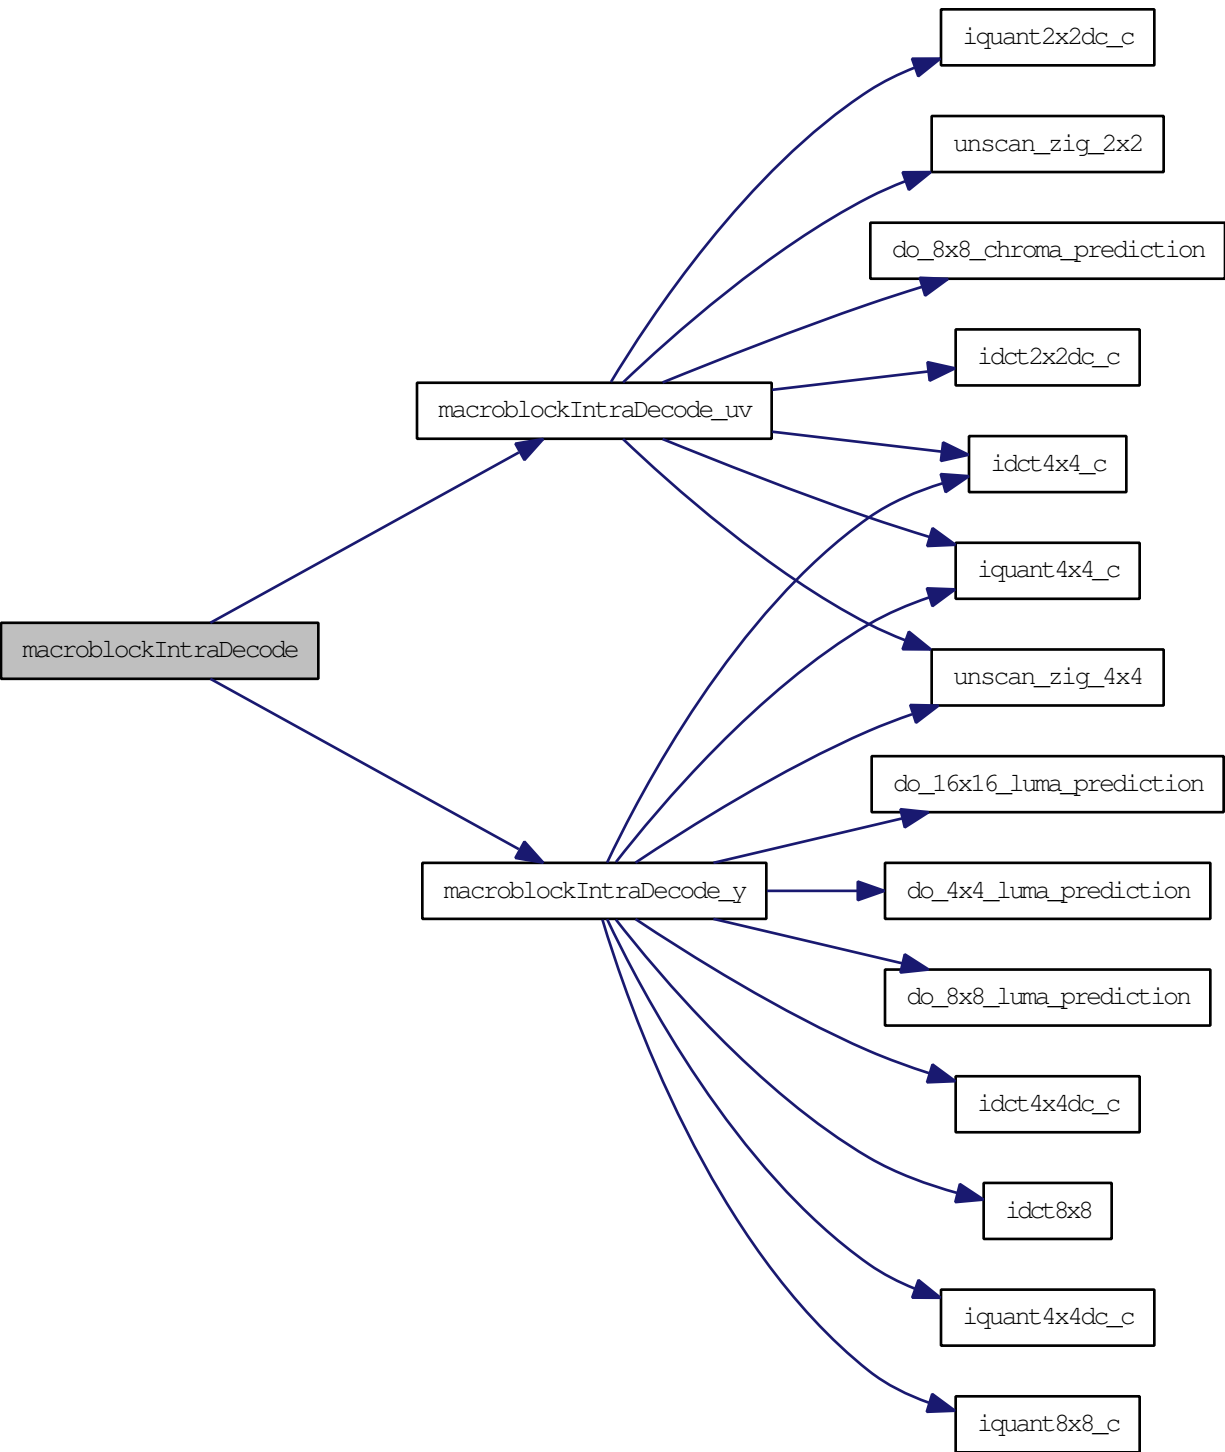 iquant2x2dc_c
unscan_zig_2x2
do_8x8_chroma_prediction
idct2x2dc_c
macroblockIntraDecode_uv
idct4x4_c
iquant4x4_c
macroblockIntraDecode
unscan_zig_4x4
do_16x16_luma_prediction
macroblockIntraDecode_y
do_4x4_luma_prediction
do_8x8_luma_prediction
idct4x4dc_c
idct8x8
iquant4x4dc_c
iquant8x8_c